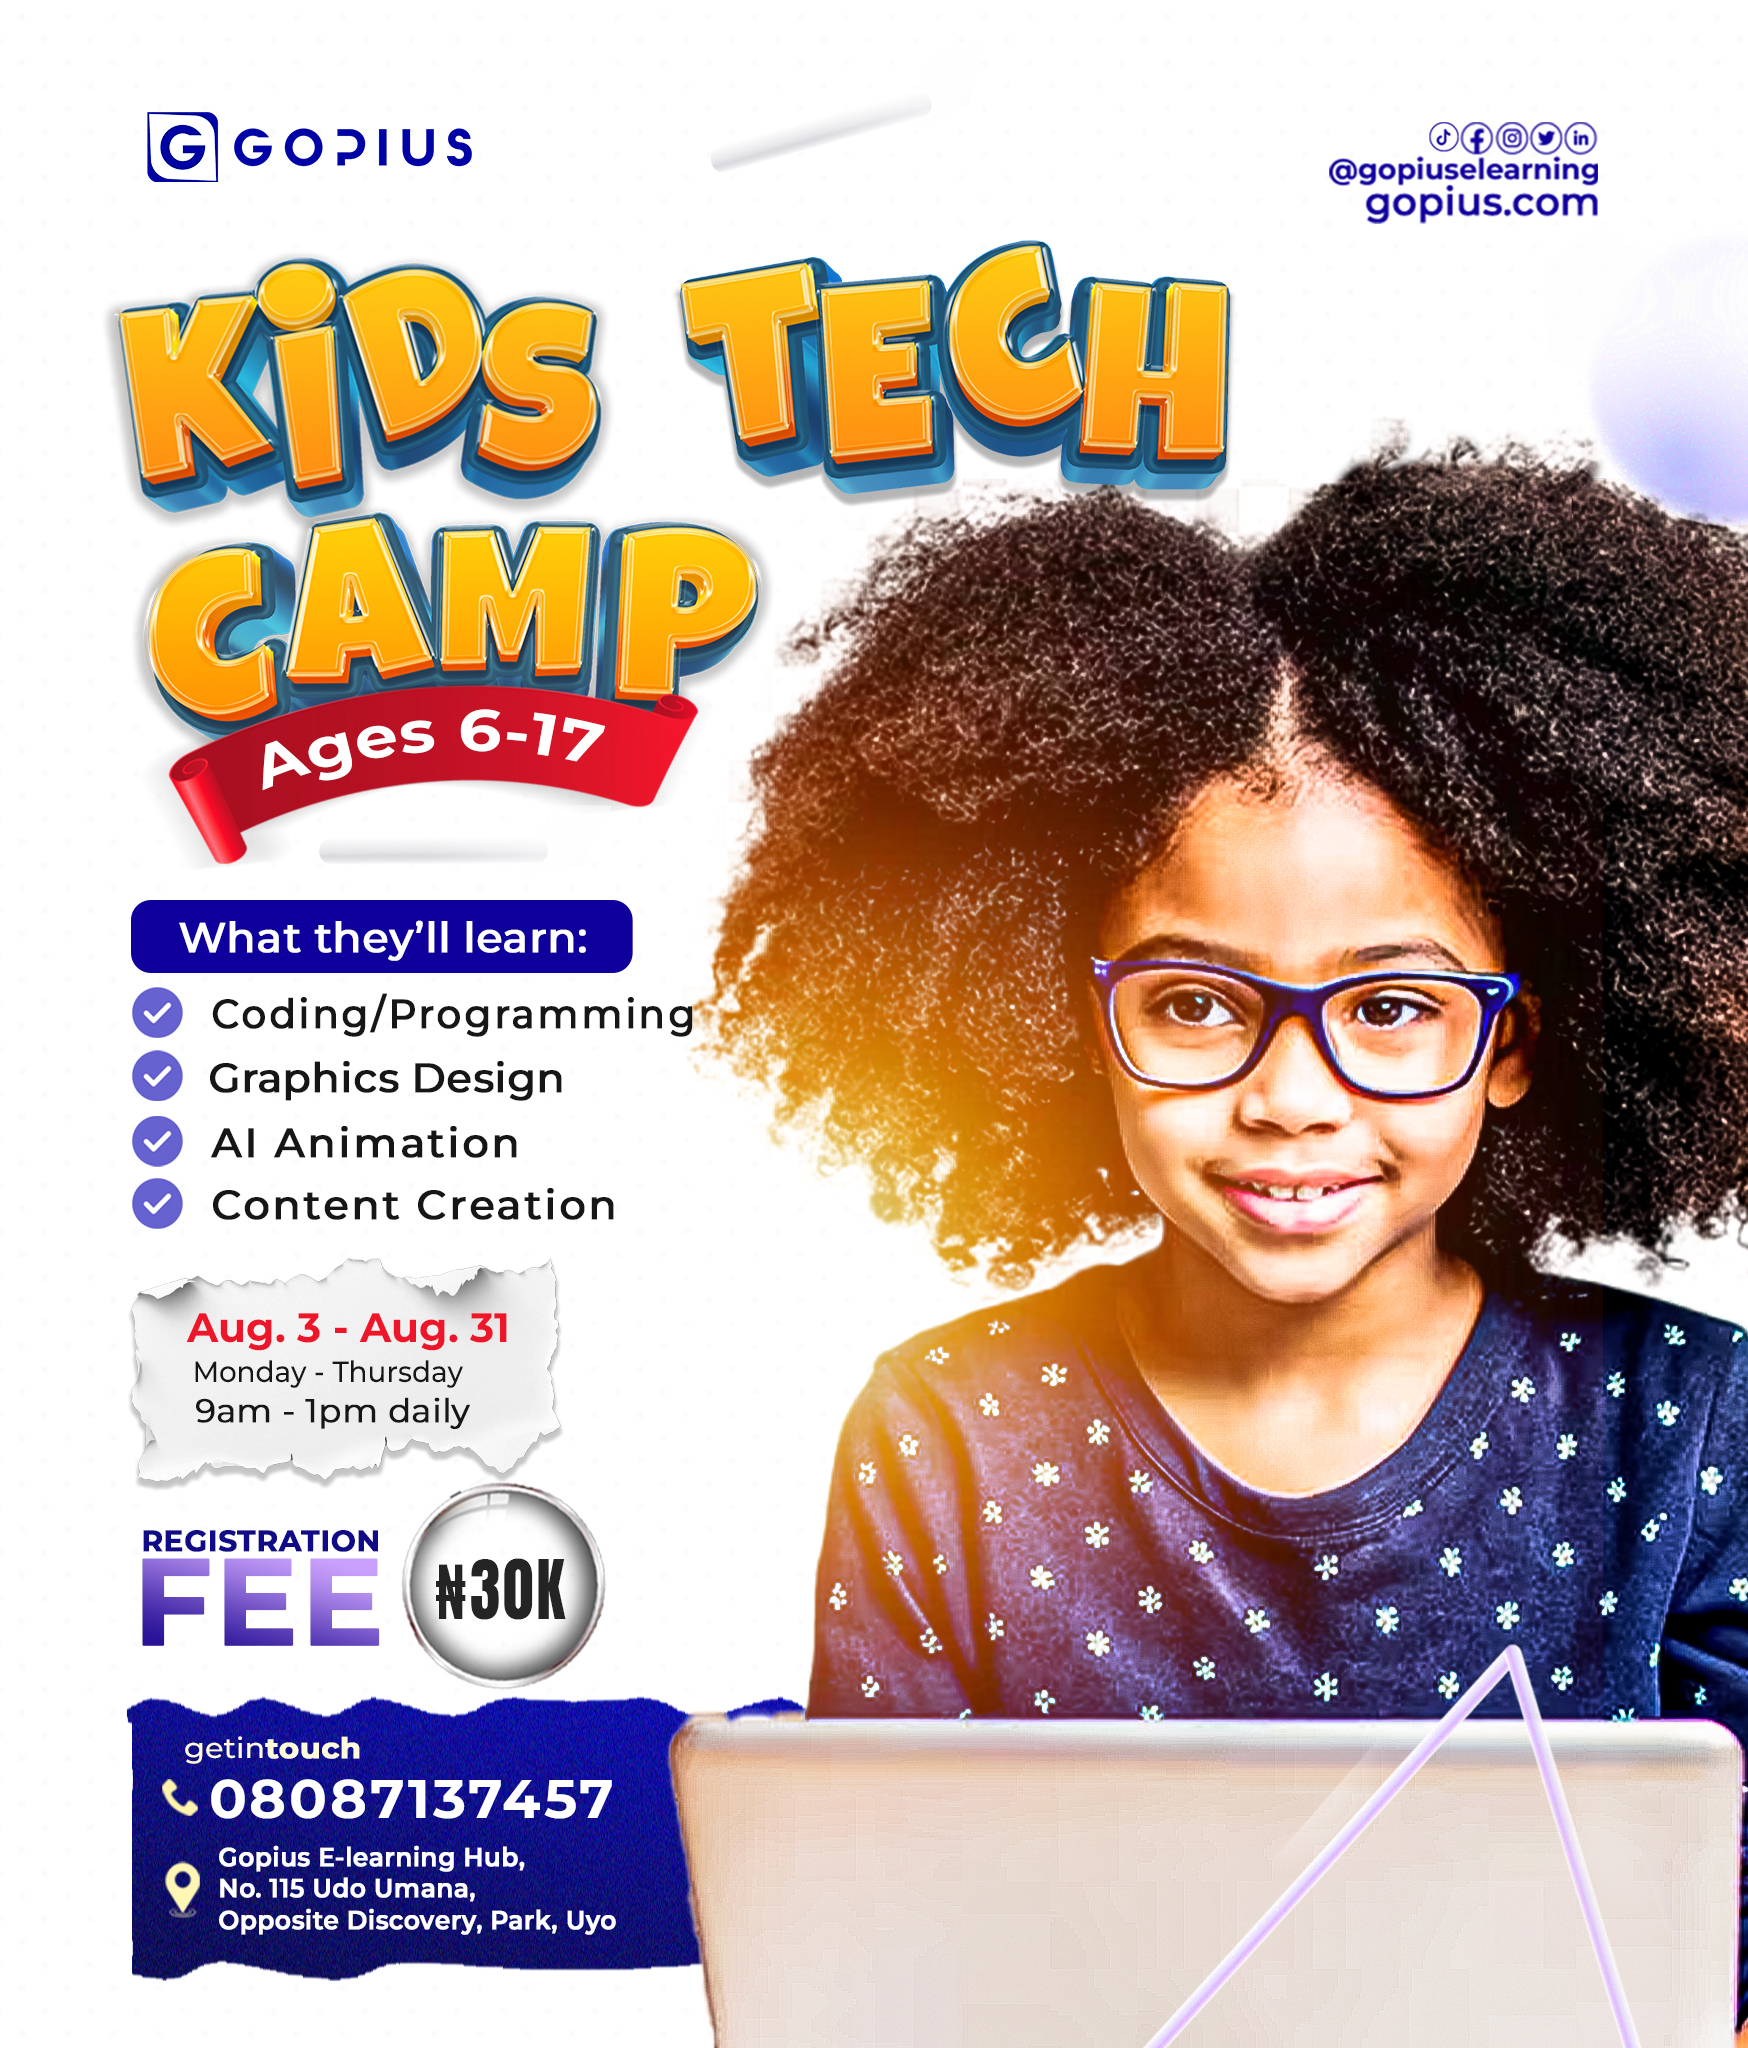 G GOPIUS
@gopiuselearning
gopius.com
KiDS TECH
CAMP
Ages 6-17
What they'll learn:
Coding/Programming
Graphics Design
AI Animation
Content Creation
Aug. 3 - Aug. 31
Monday - Thursday
9am - 1pm daily
REGISTRATION
FEE
₦30K
getintouch
08087137457
Gopius E-learning Hub,
No. 115 Udo Umana,
Opposite Discovery, Park, Uyo